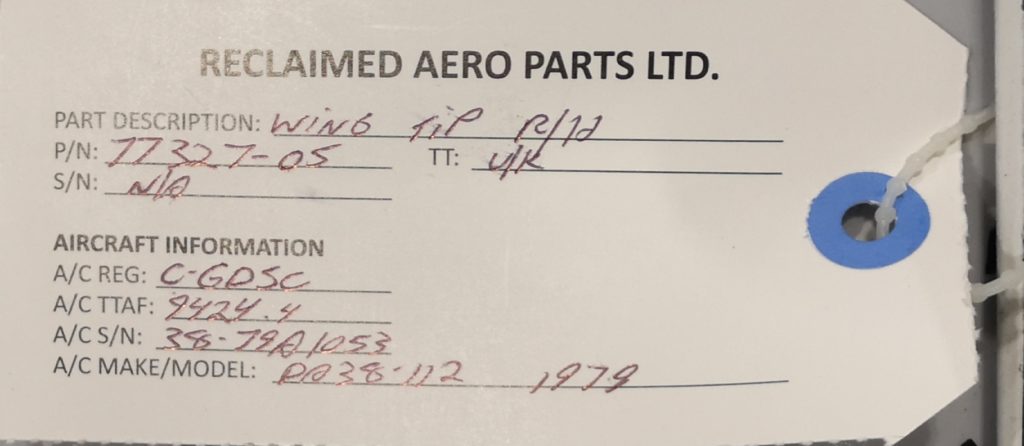 RECLAIMED AERO PARTS LTD.
PART DESCRIPTION: WING TIP R/H
P/N: 77327-05 TT: U/K
S/N: N/A
AIRCRAFT INFORMATION
A/C REG: C-GDSC
A/C TTAF: 9424.4
A/C S/N: 38-79A1053
A/C MAKE/MODEL: PA38-112 1979